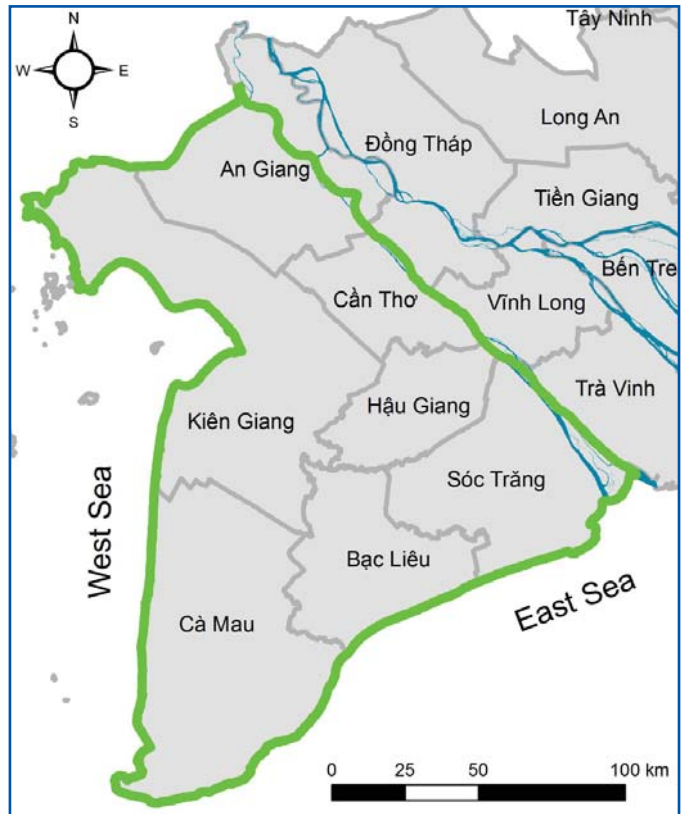 N
W E
S
Tây Ninh
Long An
Đồng Tháp
An Giang
Tiền Giang
Bến Tre
Cần Thơ
Vĩnh Long
Trà Vinh
Hậu Giang
Kiên Giang
Sóc Trăng
West Sea
Bạc Liêu
East Sea
Cà Mau
0 25 50 100 km